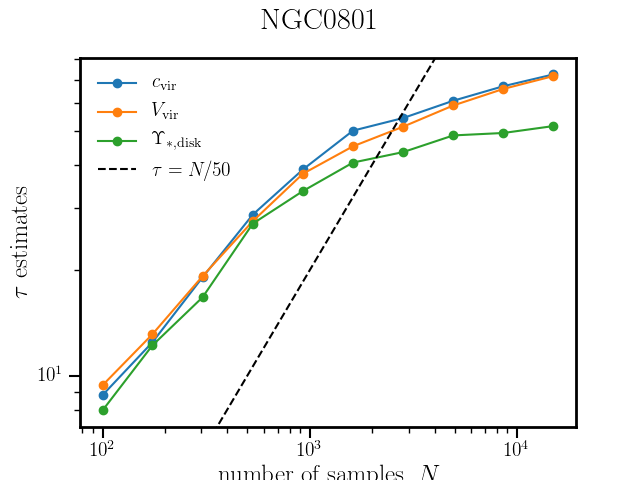 NGC0801
c_vir
V_vir
Υ_{*,disk}
τ = N/50
τ estimates
10^1
10^2 10^3 10^4
number of samples, N